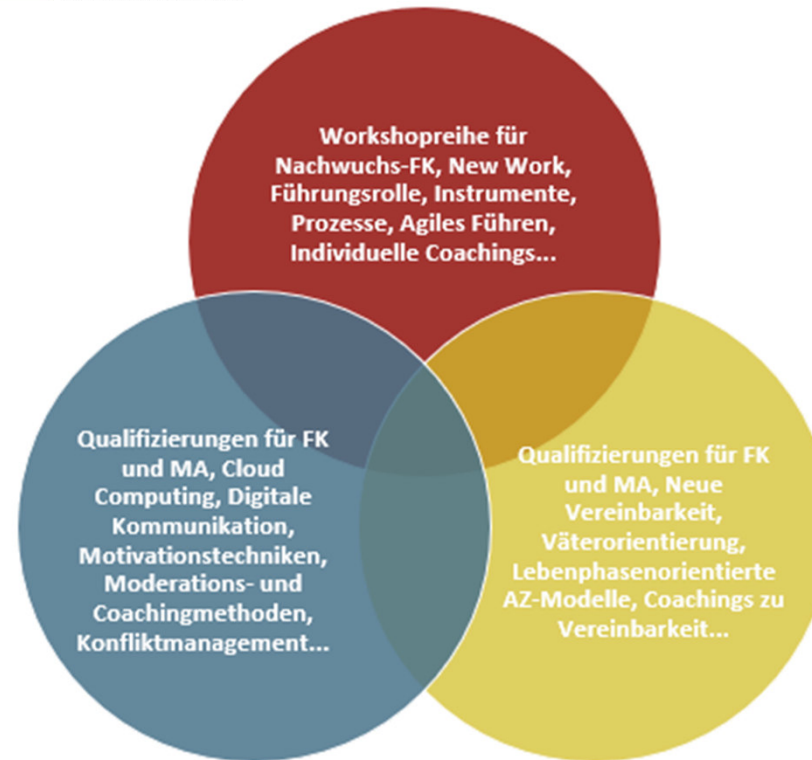 Workshopreihe für
Nachwuchs-FK, New Work,
Führungsrolle, Instrumente,
Prozesse, Agiles Führen,
Individuelle Coachings...
Qualifizierungen für FK
und MA, Cloud
Computing, Digitale
Kommunikation,
Motivationstechniken,
Moderations- und
Coachingmethoden,
Konfliktmanagement...
Qualifizierungen für FK
und MA, Neue
Vereinbarkeit,
Väterorientierung,
Lebenphasenorientierte
AZ-Modelle, Coachings zu
Vereinbarkeit...